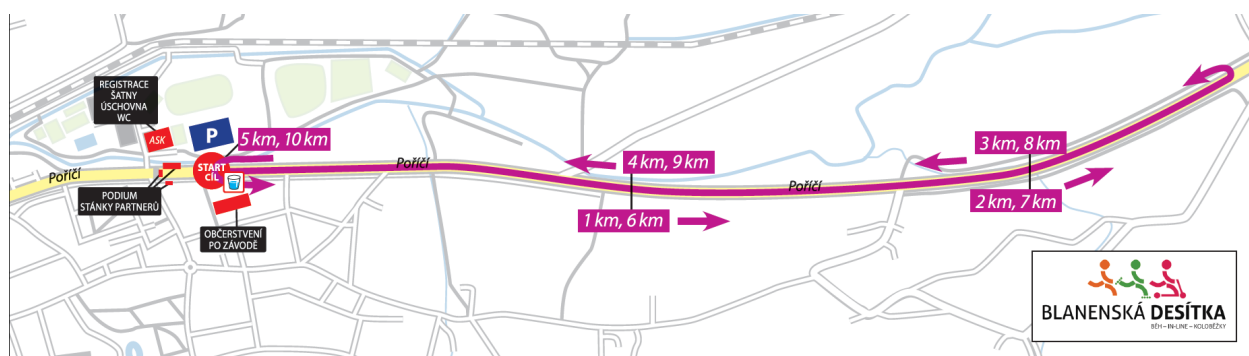 REGISTRACE
ŠATNY
ÚSCHOVNA
WC
ASK
P
5 km, 10 km
START
CÍL
Poříčí
PODIUM
STÁNKY PARTNERŮ
OBČERSTVENÍ
PO ZÁVODĚ
Poříčí
4 km, 9 km
1 km, 6 km
Poříčí
3 km, 8 km
2 km, 7 km
BLANENSKÁ DESÍTKA
BĚH – IN-LINE – KOLOBĚŽKY